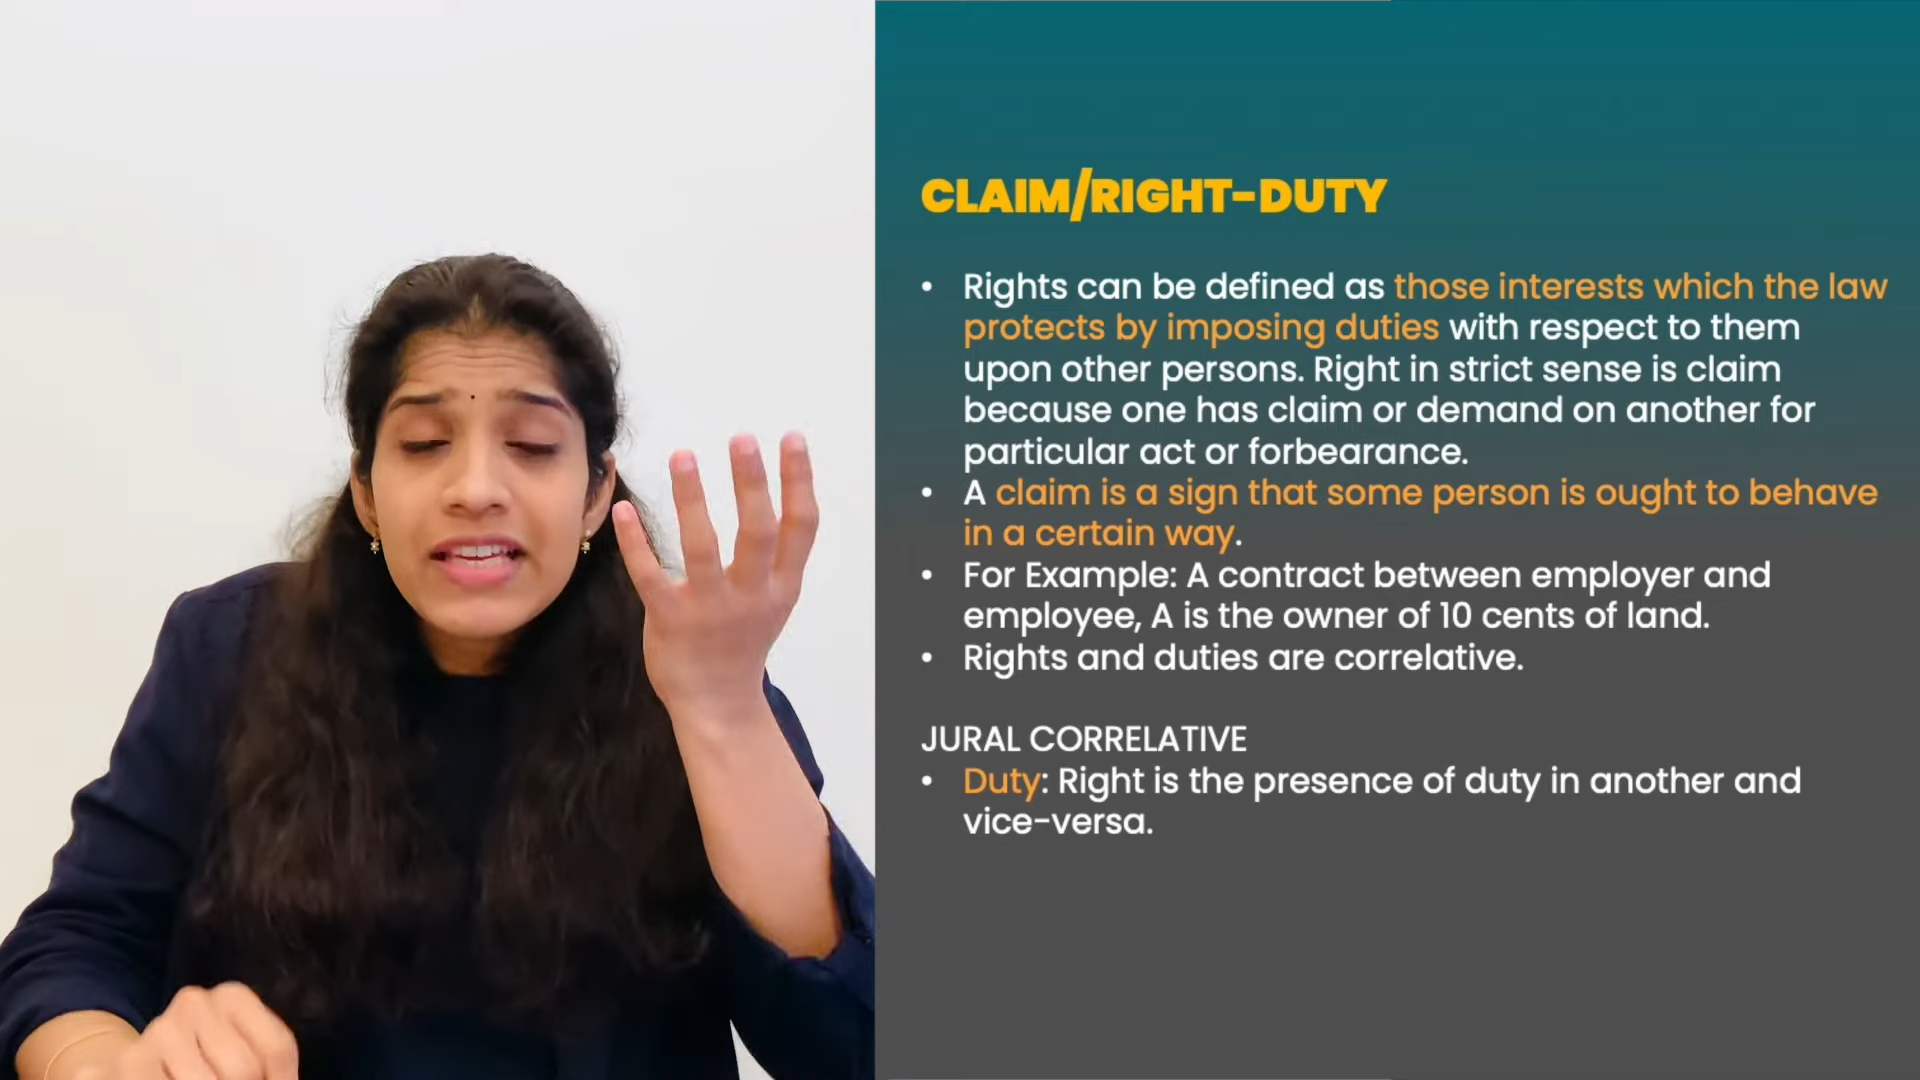 CLAIM/RIGHT-DUTY
• Rights can be defined as those interests which the law
protects by imposing duties with respect to them
upon other persons. Right in strict sense is claim
because one has claim or demand on another for
particular act or forbearance.
• A claim is a sign that some person is ought to behave
in a certain way.
• For Example: A contract between employer and
employee, A is the owner of 10 cents of land.
• Rights and duties are correlative.
JURAL CORRELATIVE
• Duty: Right is the presence of duty in another and
vice-versa.